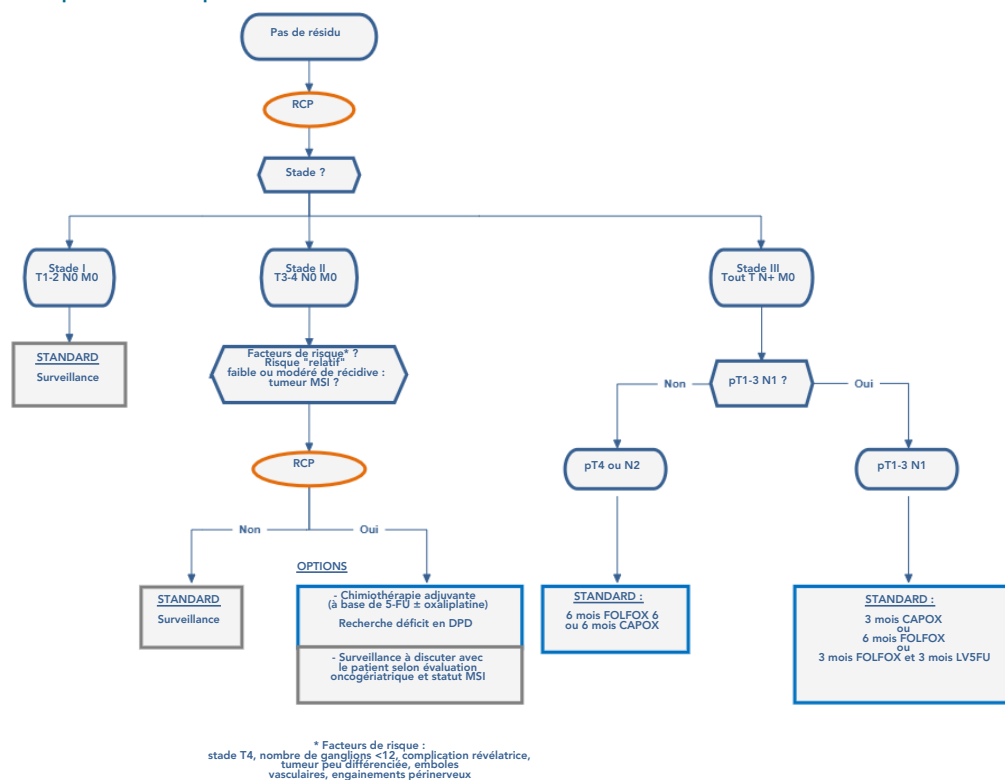 Pas de résidu
RCP
Stade ?
Stade I
T1-2 N0 M0
Stade II
T3-4 N0 M0
Stade III
Tout T N+ M0
STANDARD
Surveillance
Facteurs de risque* ?
Risque "relatif"
faible ou modéré de récidive :
tumeur MSI ?
Non
pT1-3 N1 ?
Oui
RCP
pT4 ou N2
pT1-3 N1
Non
Oui
OPTIONS
STANDARD
Surveillance
- Chimiothérapie adjuvante
(à base de 5-FU ± oxaliplatine)
Recherche déficit en DPD
- Surveillance à discuter avec
le patient selon évaluation
oncogériatrique et statut MSI
STANDARD :
6 mois FOLFOX 6
ou 6 mois CAPOX
STANDARD :
3 mois CAPOX
ou
6 mois FOLFOX
ou
3 mois FOLFOX et 3 mois LV5FU
* Facteurs de risque :
stade T4, nombre de ganglions <12, complication révélatrice,
tumeur peu différenciée, emboles
vasculaires, engainements périnerveux